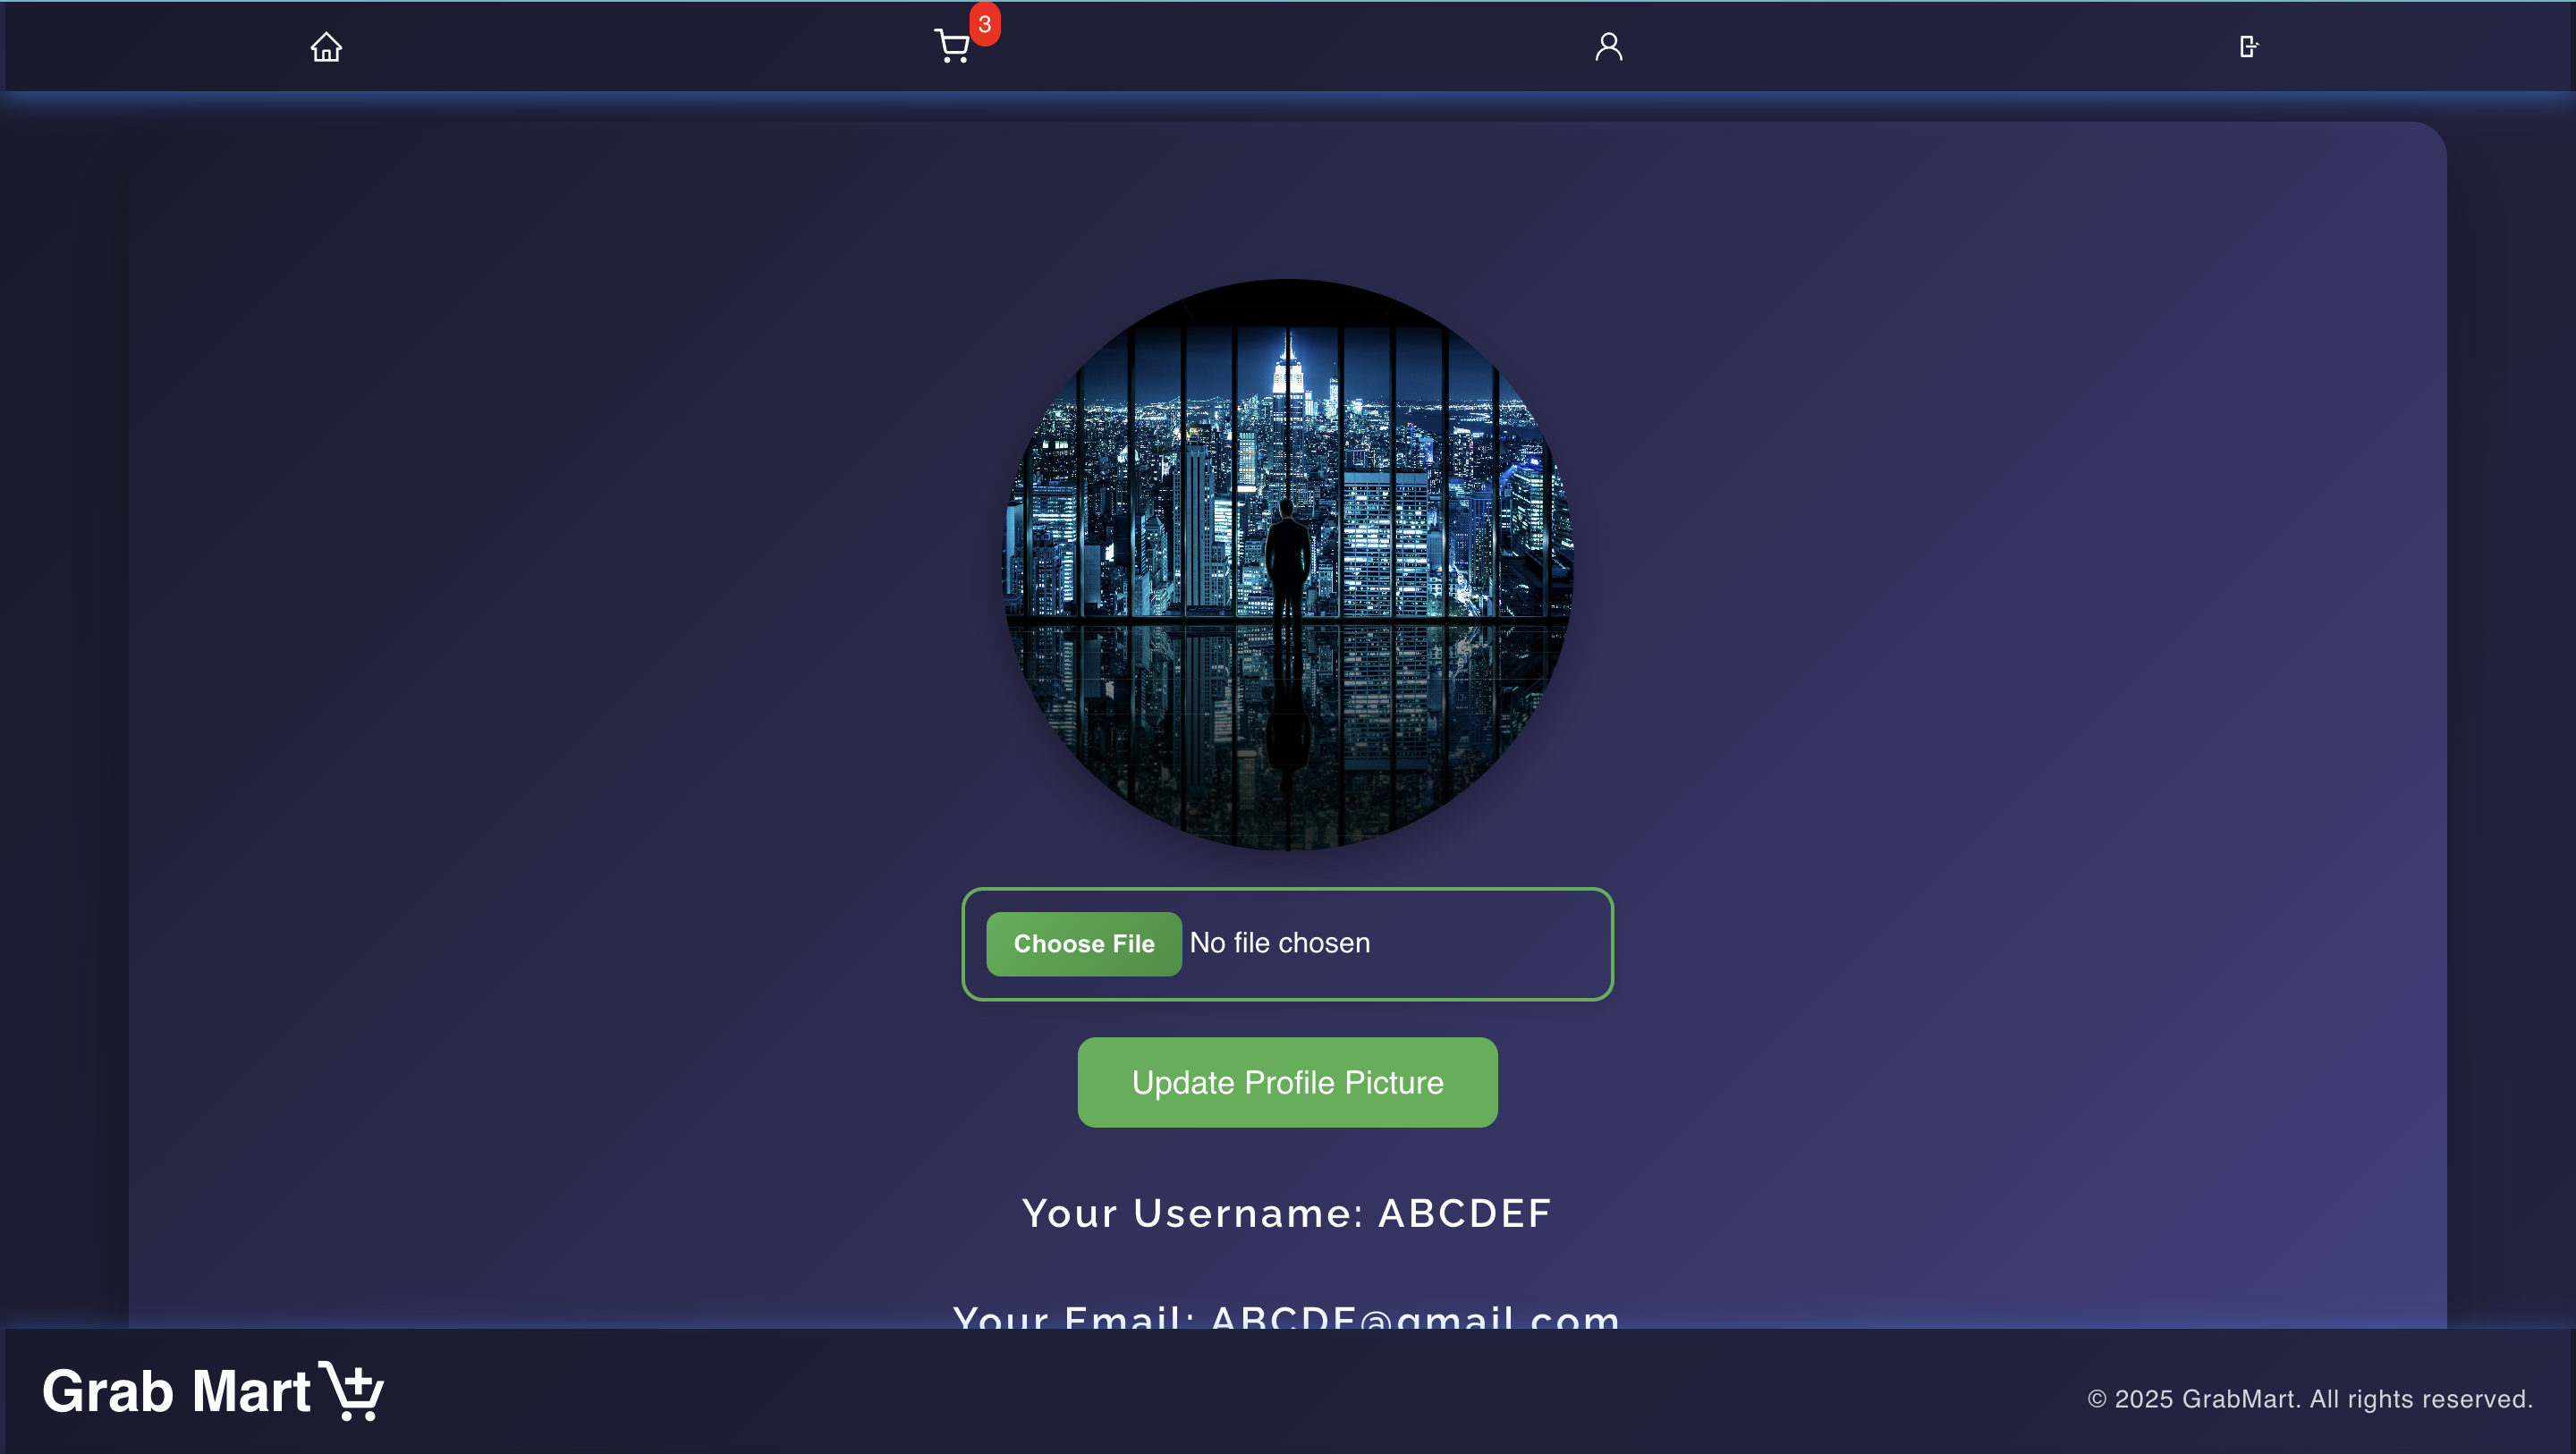 3
Choose File No file chosen
Update Profile Picture
Your Username: ABCDEF
Your Email: ABCDE@gmail.com
Grab Mart
© 2025 GrabMart. All rights reserved.